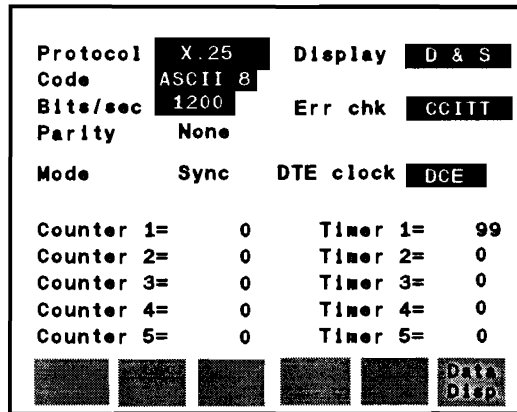 Protocol X.25 Display D & S
Code ASCII 8
Bits/sec 1200 Err chk CCITT
Parity None
Mode Sync DTE clock DCE
Counter 1= 0 Timer 1= 99
Counter 2= 0 Timer 2= 0
Counter 3= 0 Timer 3= 0
Counter 4= 0 Timer 4= 0
Counter 5= 0 Timer 5= 0
Data
Disp